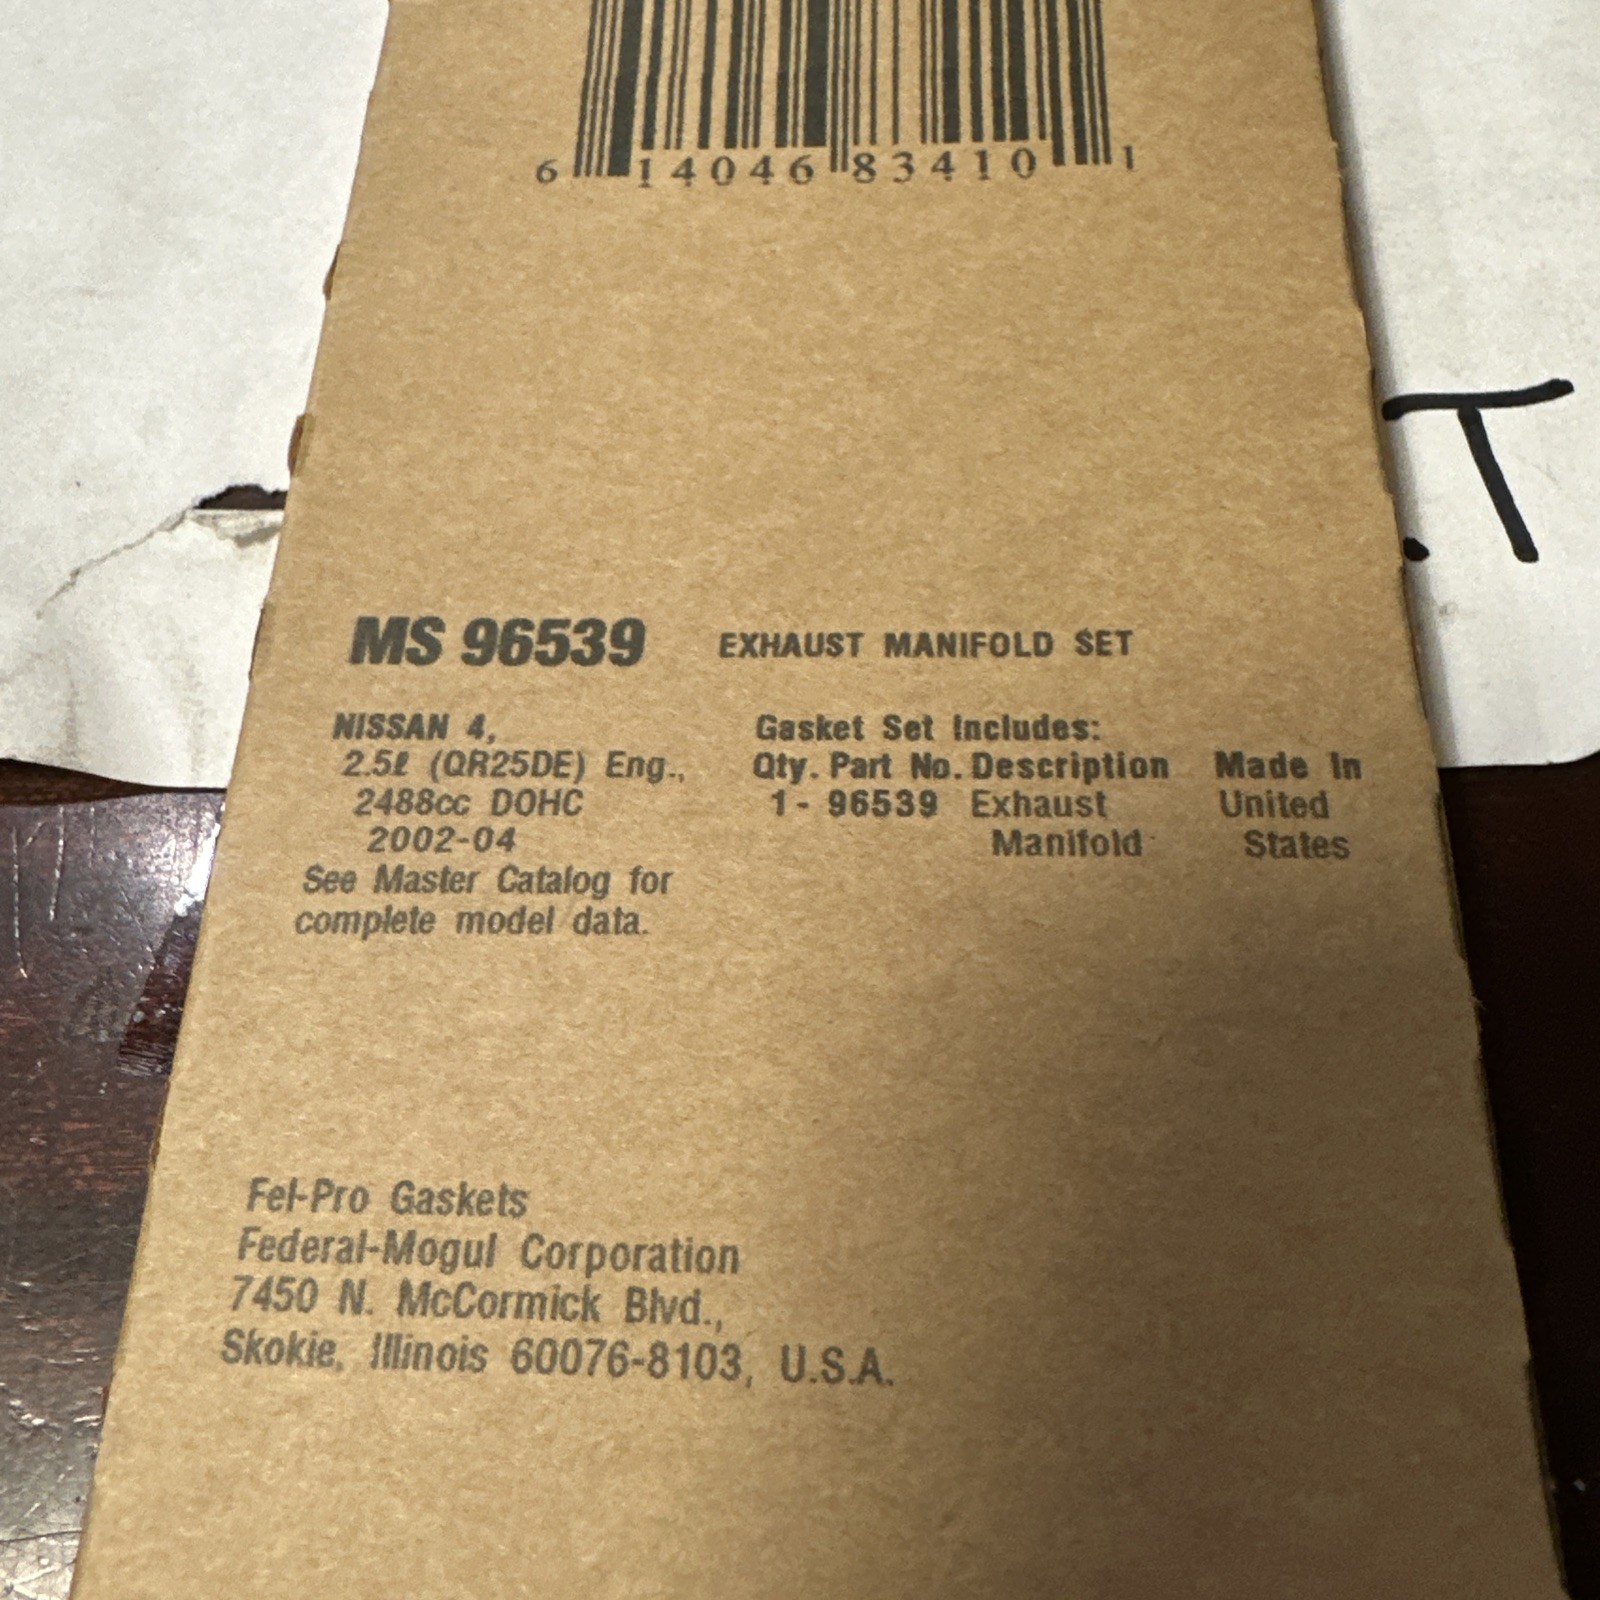 6 14046 83410 1
.T
MS 96539 EXHAUST MANIFOLD SET
NISSAN 4,
2.5ℓ (QR25DE) Eng.,
2488cc DOHC
2002-04
See Master Catalog for
complete model data.
Gasket Set Includes:
Qty. Part No. Description Made In
1 - 96539 Exhaust United
Manifold States
Fel-Pro Gaskets
Federal-Mogul Corporation
7450 N. McCormick Blvd.,
Skokie, Illinois 60076-8103, U.S.A.